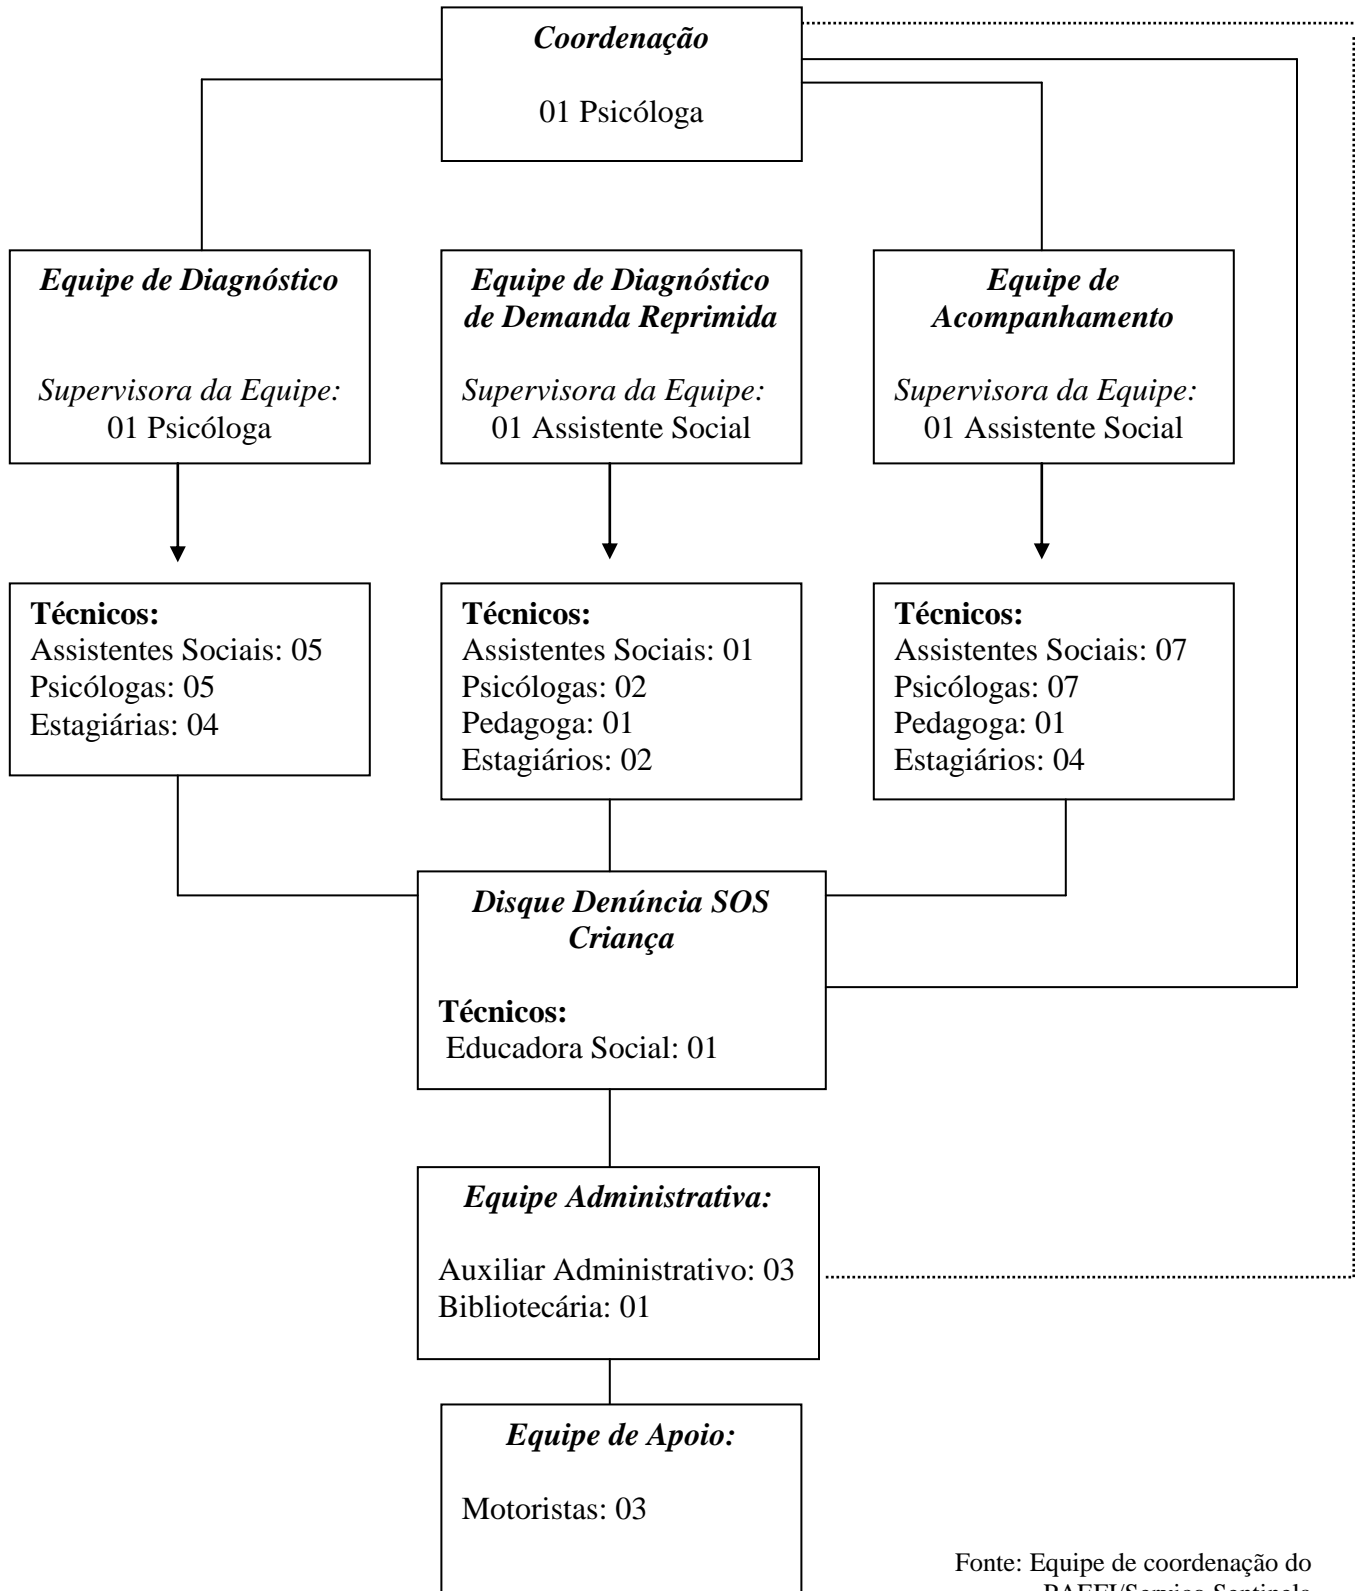 Coordenação
01 Psicóloga
Equipe de Diagnóstico
Supervisora da Equipe:
01 Psicóloga
Equipe de Diagnóstico
de Demanda Reprimida
Supervisora da Equipe:
01 Assistente Social
Equipe de
Acompanhamento
Supervisora da Equipe:
01 Assistente Social
Técnicos:
Assistentes Sociais: 05
Psicólogas: 05
Estagiárias: 04
Técnicos:
Assistentes Sociais: 01
Psicólogas: 02
Pedagoga: 01
Estagiários: 02
Técnicos:
Assistentes Sociais: 07
Psicólogas: 07
Pedagoga: 01
Estagiários: 04
Disque Denúncia SOS
Criança
Técnicos:
Educadora Social: 01
Equipe Administrativa:
Auxiliar Administrativo: 03
Bibliotecária: 01
Equipe de Apoio:
Motoristas: 03
Fonte: Equipe de coordenação do
PAEFI/Serviço Sentinela